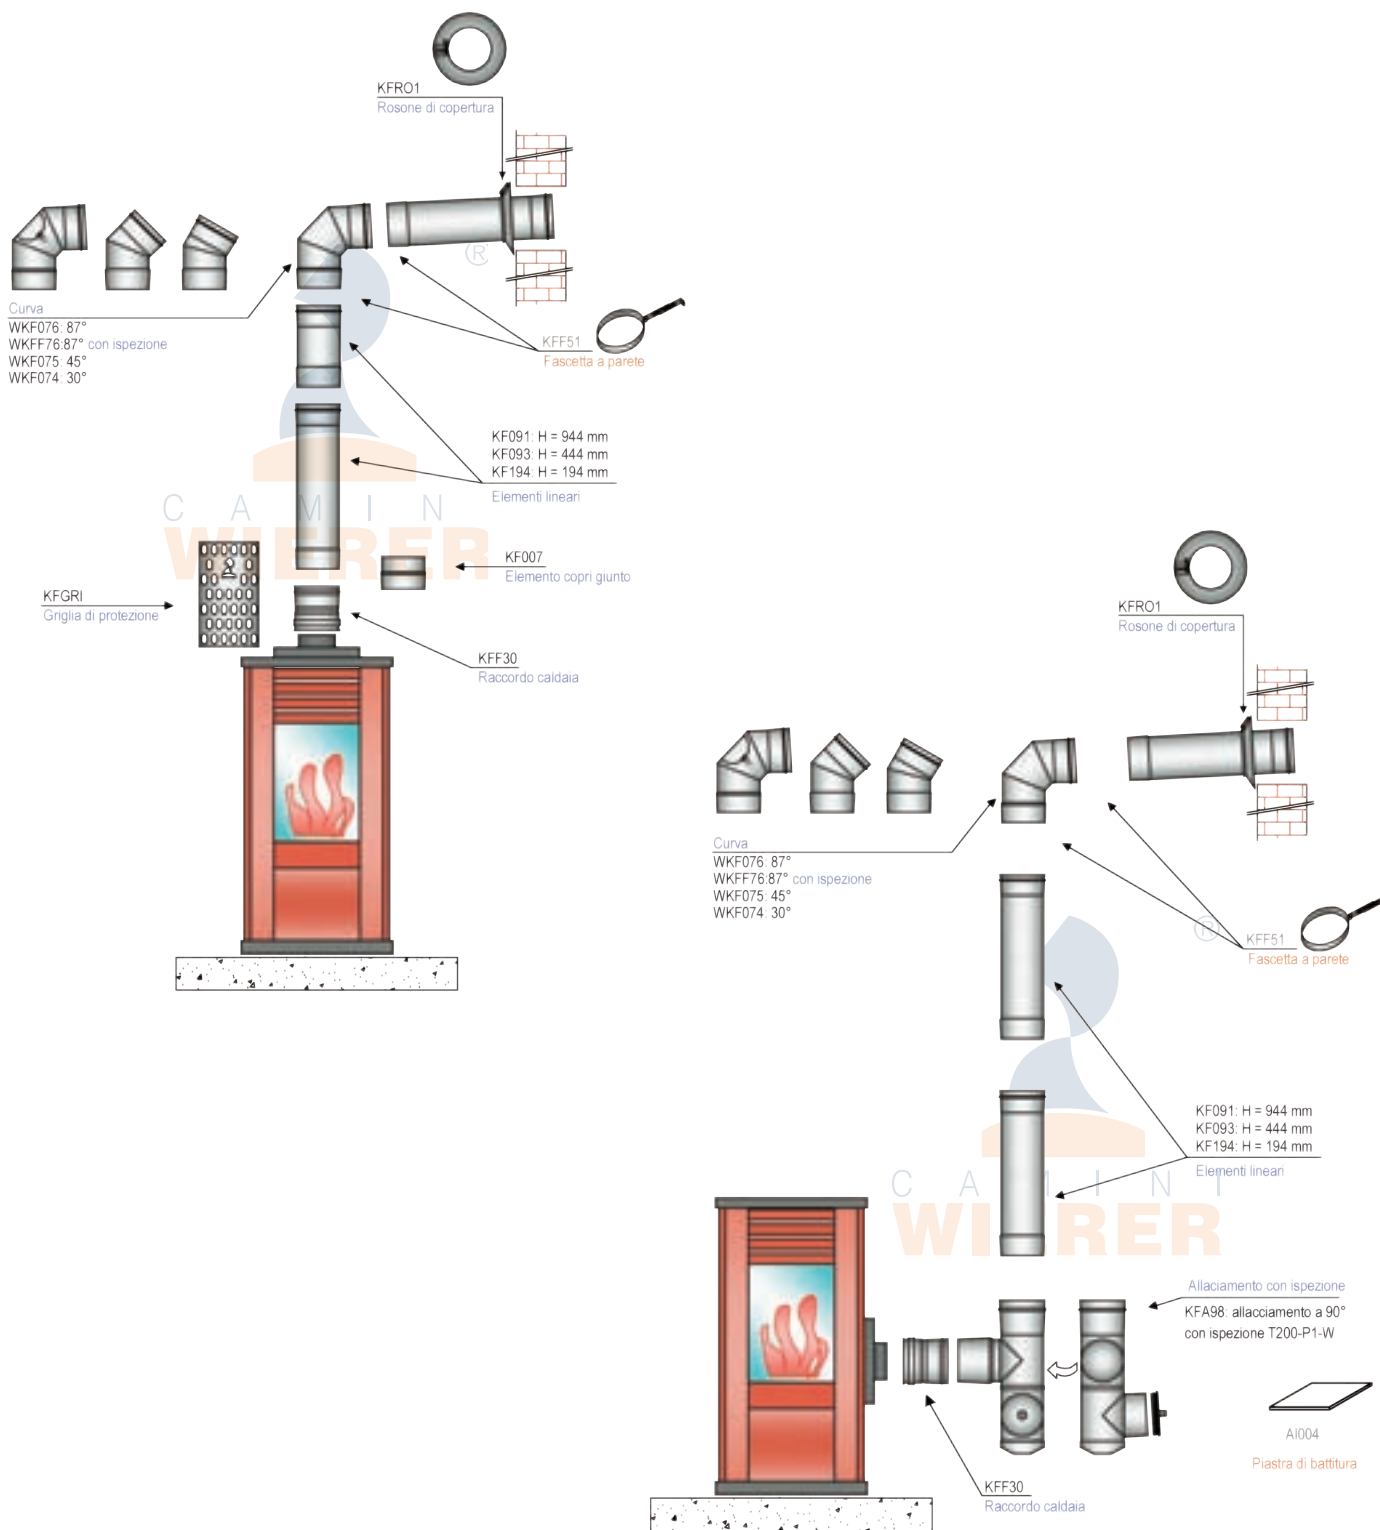 KFRO1
Rosone di copertura
®
Curva
WKF076: 87°
WKFF76:87° con ispezione
WKF075: 45°
WKF074: 30°
KFF51
Fascetta a parete
KF091: H = 944 mm
KF093: H = 444 mm
KF194: H = 194 mm
Elementi lineari
CAMIN
WIERER
KF007
Elemento copri giunto
KFGRI
Griglia di protezione
KFF30
Raccordo caldaia
KFRO1
Rosone di copertura
Curva
WKF076: 87°
WKFF76:87° con ispezione
WKF075: 45°
WKF074: 30°
®
KFF51
Fascetta a parete
KF091: H = 944 mm
KF093: H = 444 mm
KF194: H = 194 mm
Elementi lineari
CAMINI
WIERER
Allaciamento con ispezione
KFA98: allacciamento a 90°
con ispezione T200-P1-W
AI004
Piastra di battitura
KFF30
Raccordo caldaia